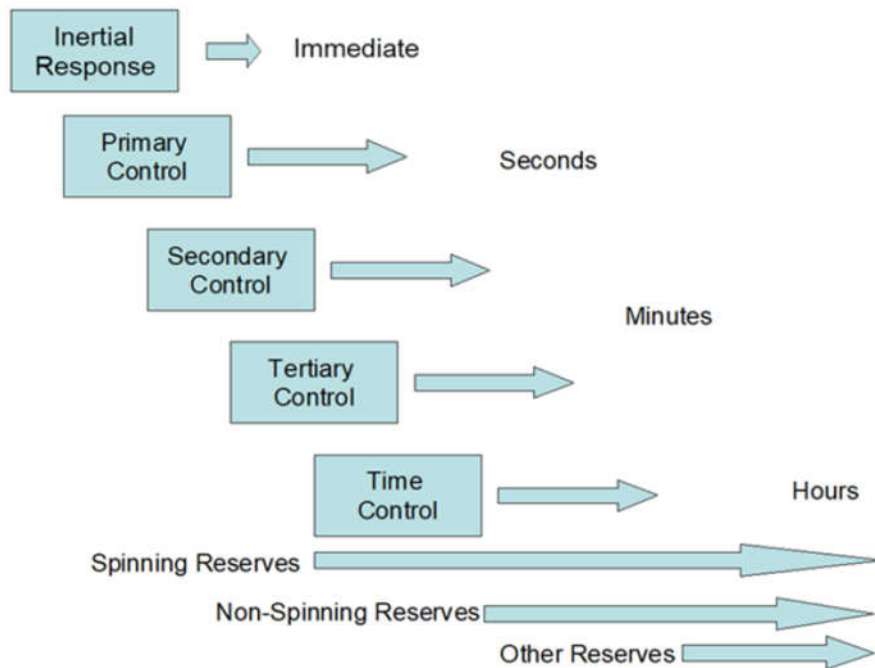 Inertial
Response
Immediate
Primary
Control
Seconds
Secondary
Control
Minutes
Tertiary
Control
Time
Control
Hours
Spinning Reserves
Non-Spinning Reserves
Other Reserves